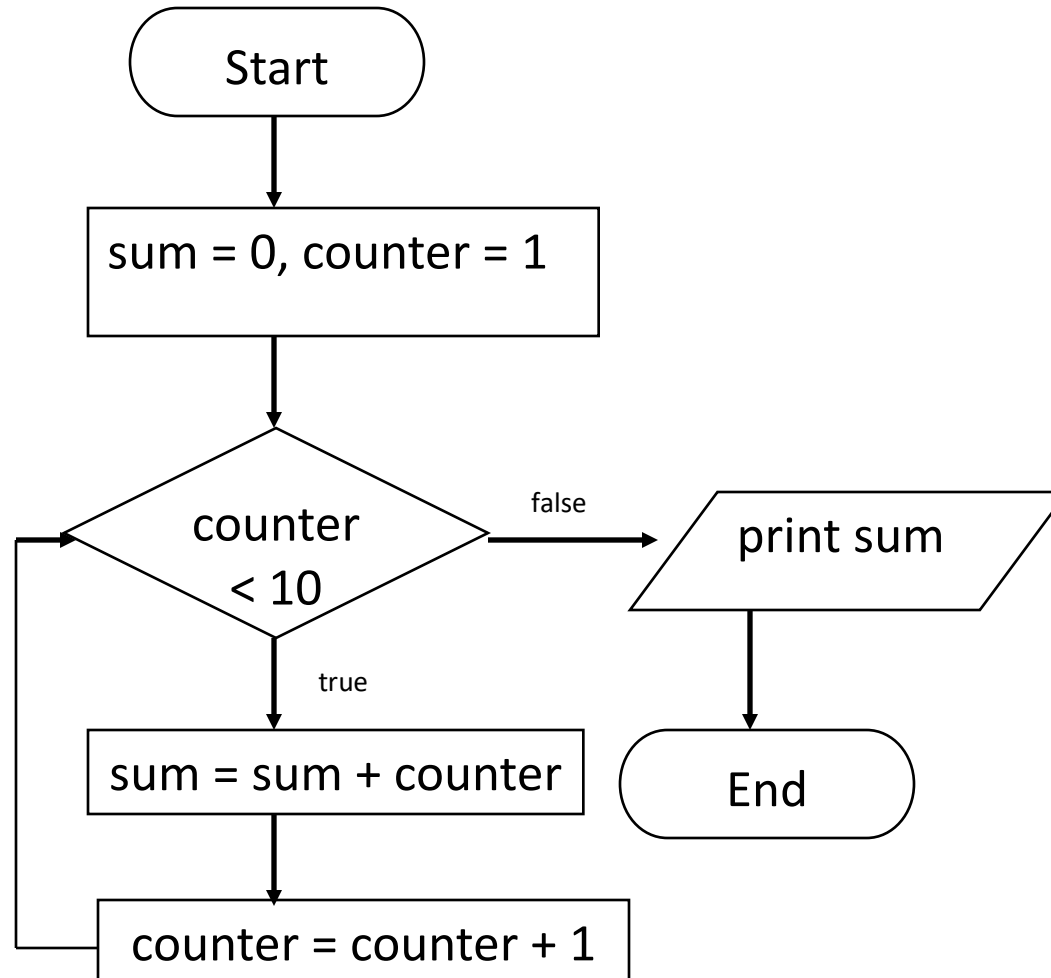 Start
sum = 0, counter = 1
counter
< 10
false
print sum
true
sum = sum + counter
End
counter = counter + 1